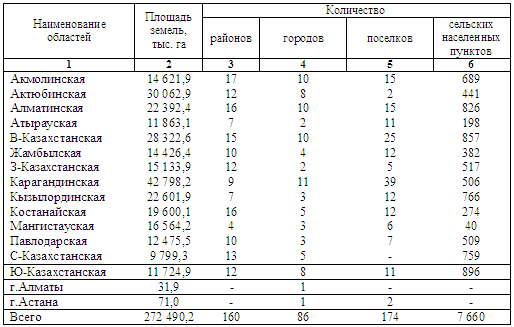 Наименование областей Площадь земель, тыс. га Количество
районов городов поселков сельских населенных пунктов
1 2 3 4 5 6
Акмолинская 14 621,9 17 10 15 689
Актюбинская 30 062,9 12 8 2 441
Алматинская 22 392,4 16 10 15 826
Атырауская 11 863,1 7 2 11 198
В-Казахстанская 28 322,6 15 10 25 857
Жамбылская 14 426,4 10 4 12 382
З-Казахстанская 15 133,9 12 2 5 517
Карагандинская 42 798,2 9 11 39 506
Кызылординская 22 601,9 7 3 12 766
Костанайская 19 600,1 16 5 12 274
Мангистауская 16 564,2 4 3 6 40
Павлодарская 12 475,5 10 3 7 509
С-Казахстанская 9 799,3 13 5 - 759
Ю-Казахстанская 11 724,9 12 8 11 896
г.Алматы 31,9 - 1 - -
г.Астана 71,0 - 1 2 -
Всего 272 490,2 160 86 174 7 660